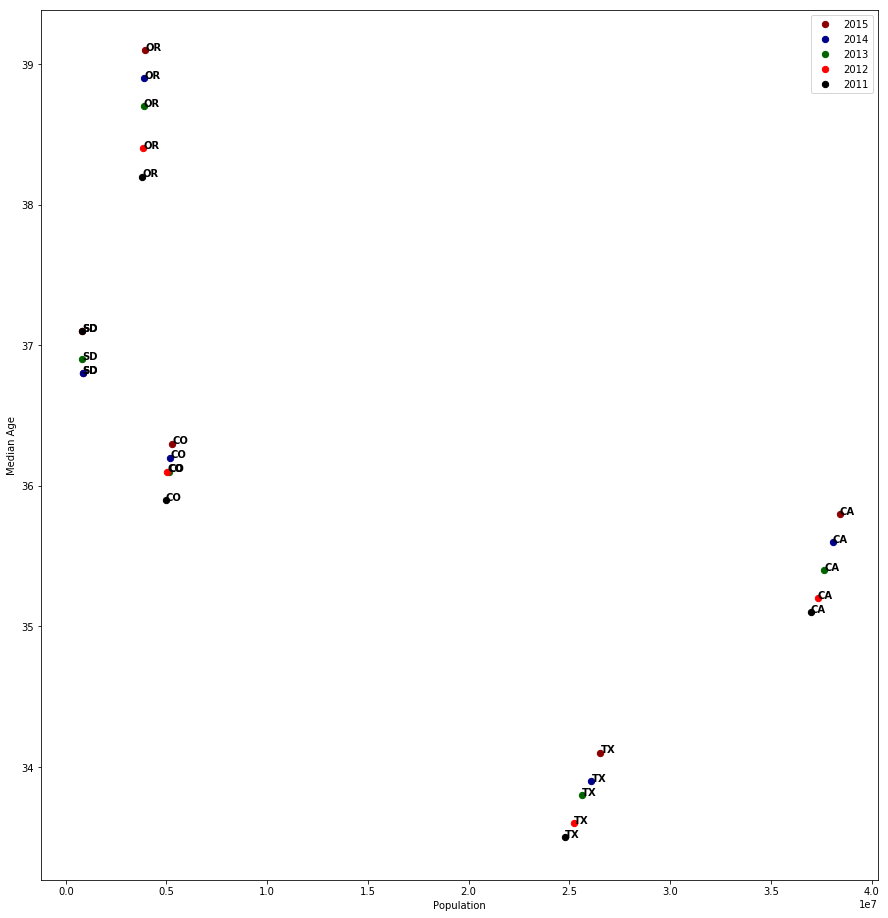 2015
2014
2013
2012
2011
39
38
37
36
35
34
Median Age
OR
OR
OR
OR
OR
SD
SD
SD
CO
CO
CO
CO
CA
CA
CA
CA
CA
TX
TX
TX
TX
TX
0.0 0.5 1.0 1.5 2.0 2.5 3.0 3.5 4.0
1e7
Population